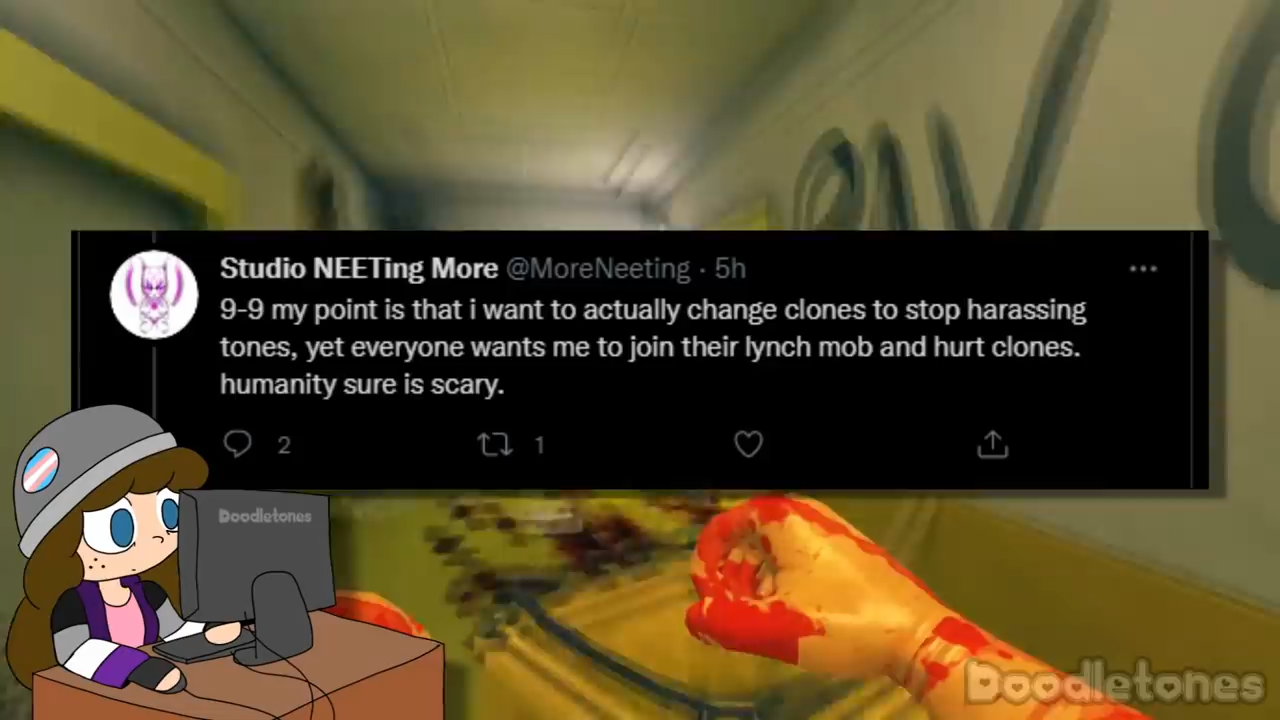 Studio NEETing More @MoreNeeting · 5h
9-9 my point is that i want to actually change clones to stop harassing
tones, yet everyone wants me to join their lynch mob and hurt clones.
humanity sure is scary.
2 1
Doodletones
Doodletones